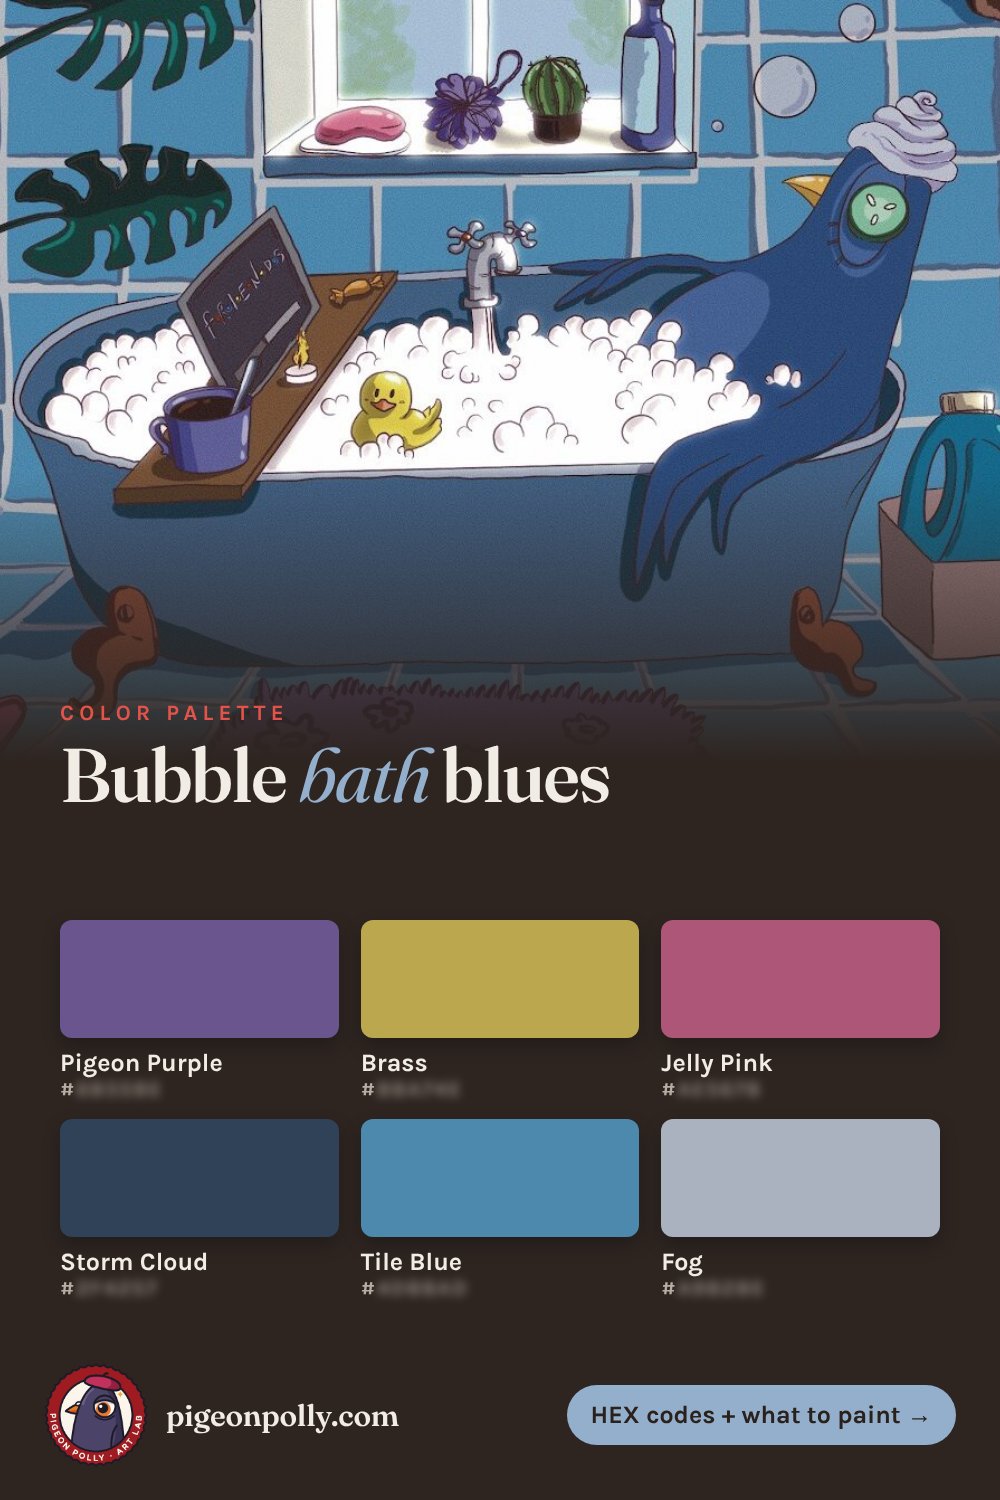 FRIENDS
COLOR PALETTE
Bubble bath blues
Pigeon Purple
#
Brass
#
Jelly Pink
#
Storm Cloud
#
Tile Blue
#
Fog
#
PIGEON POLLY · ART LAB
pigeonpolly.com
HEX codes + what to paint →